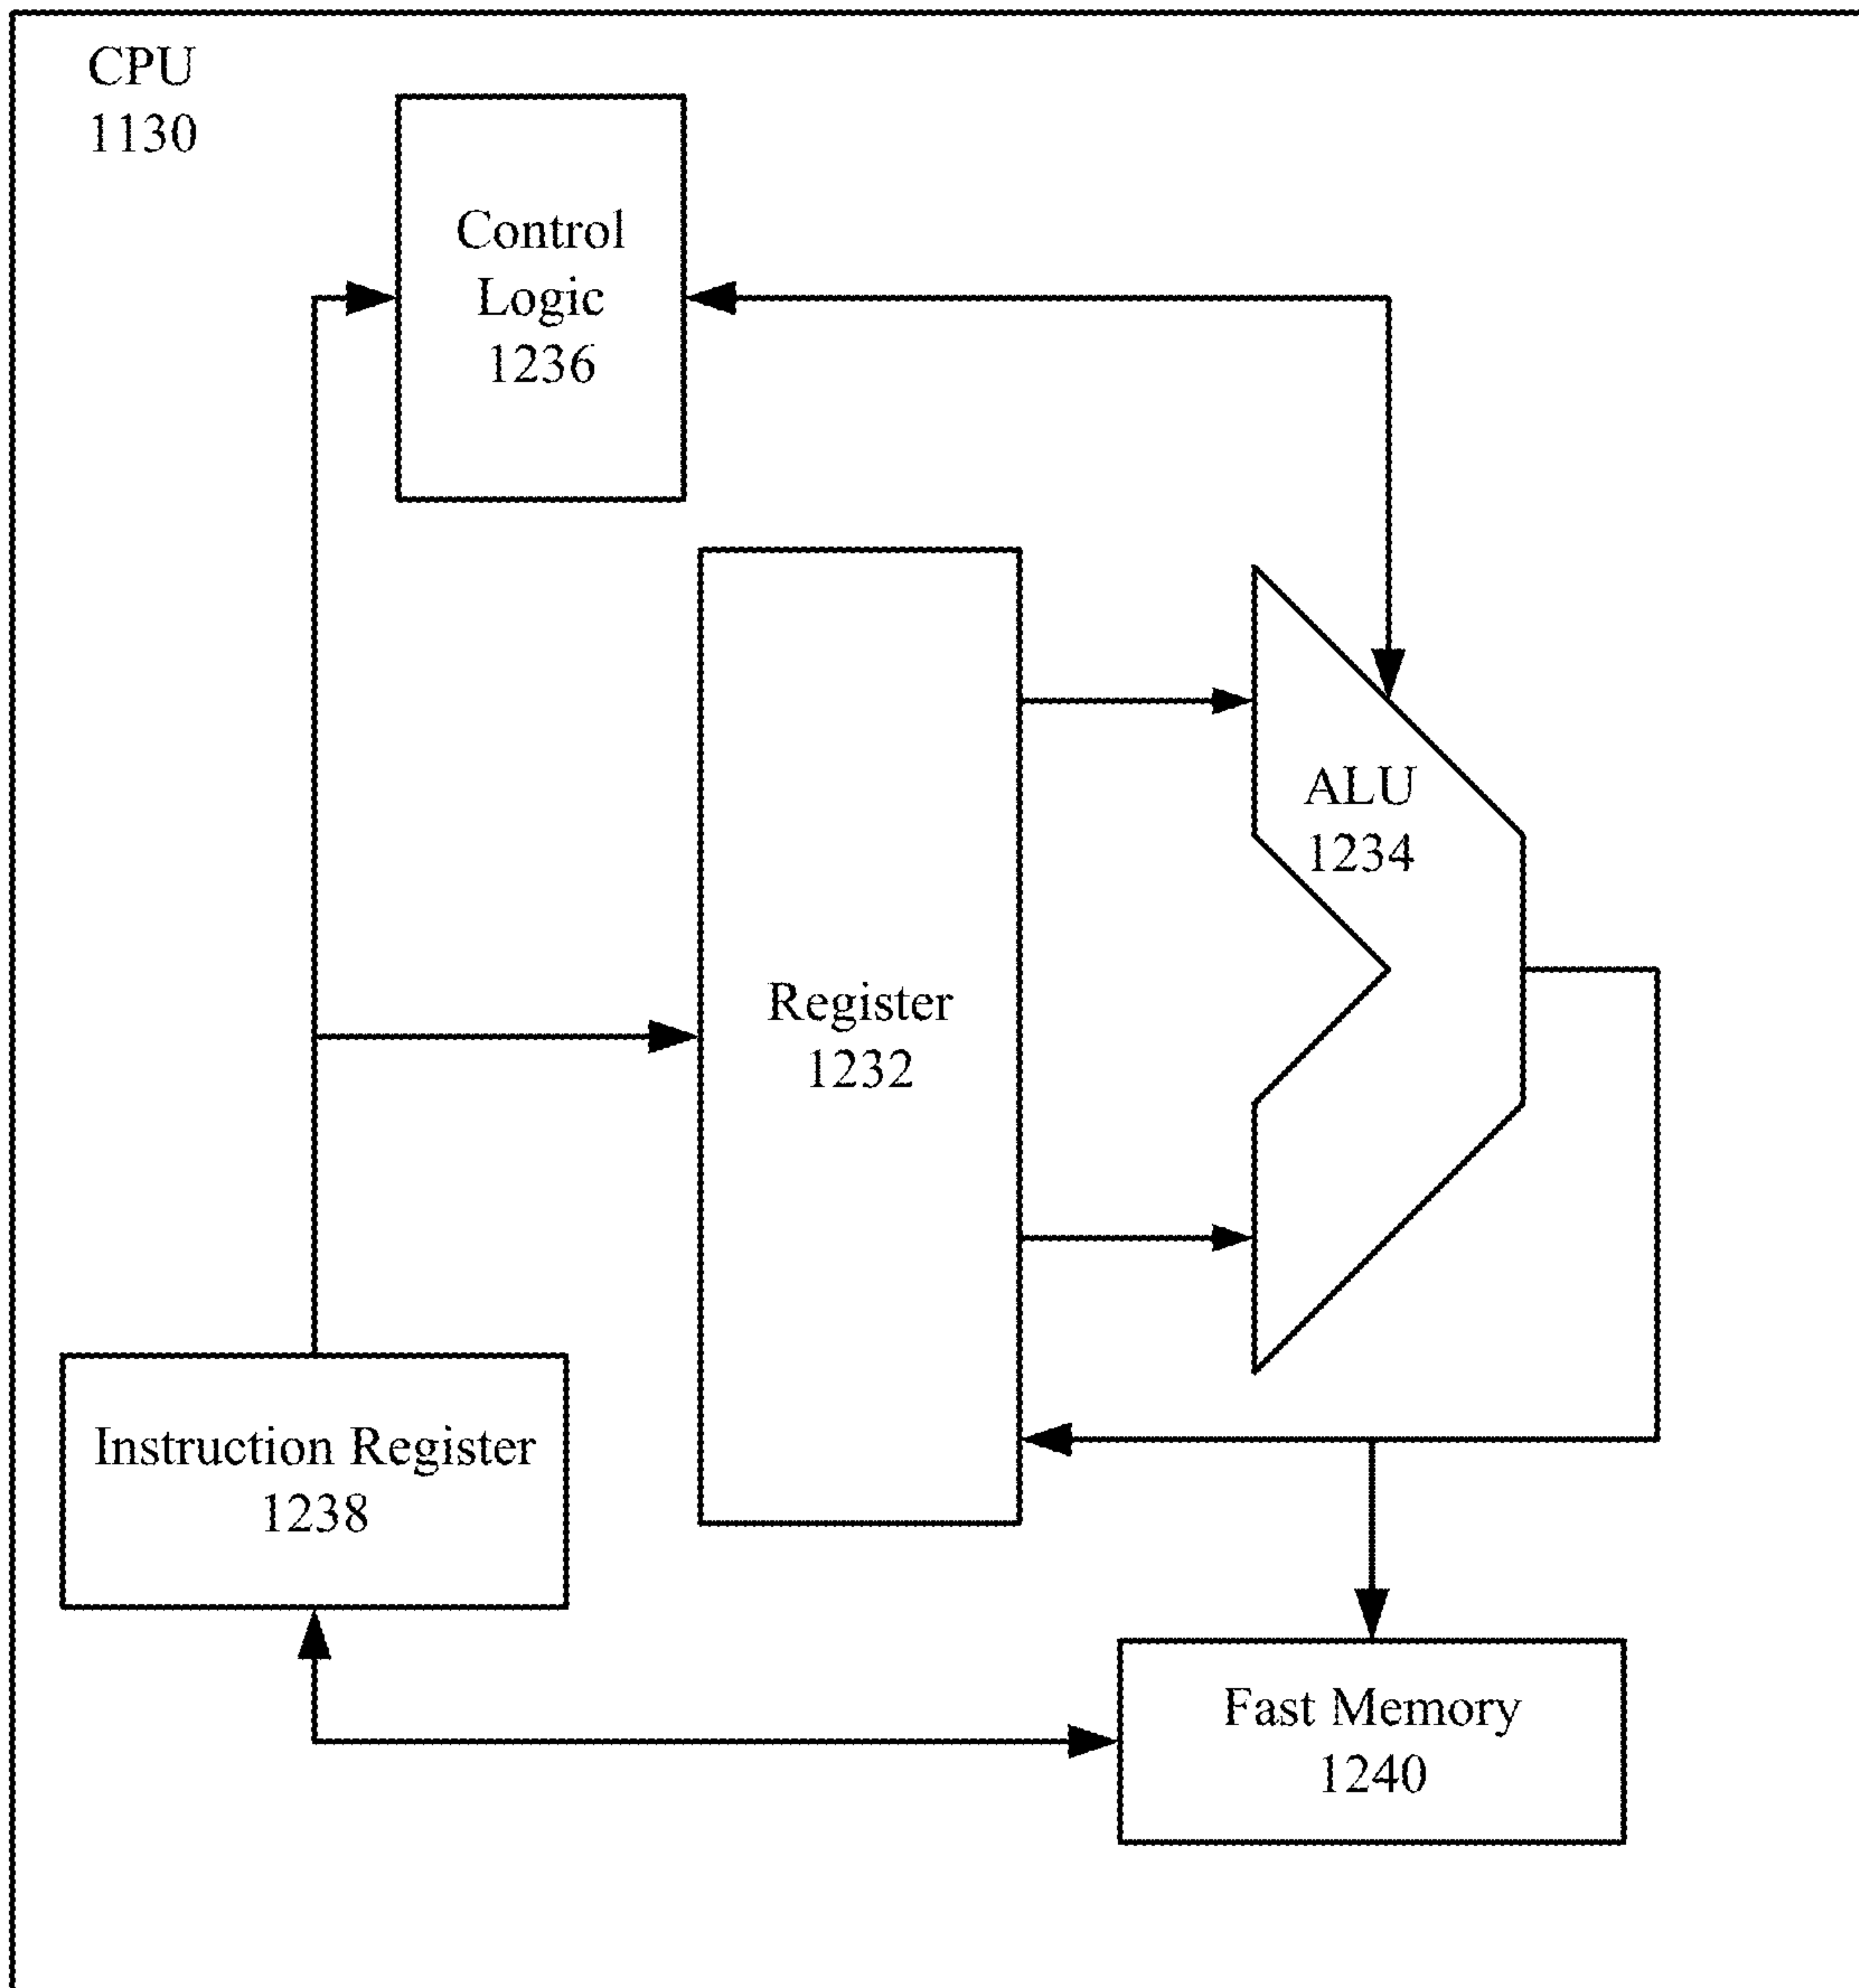 CPU
1130
Control
Logic
1236
ALU
1234
Register
1232
Instruction Register
1238
Fast Memory
1240